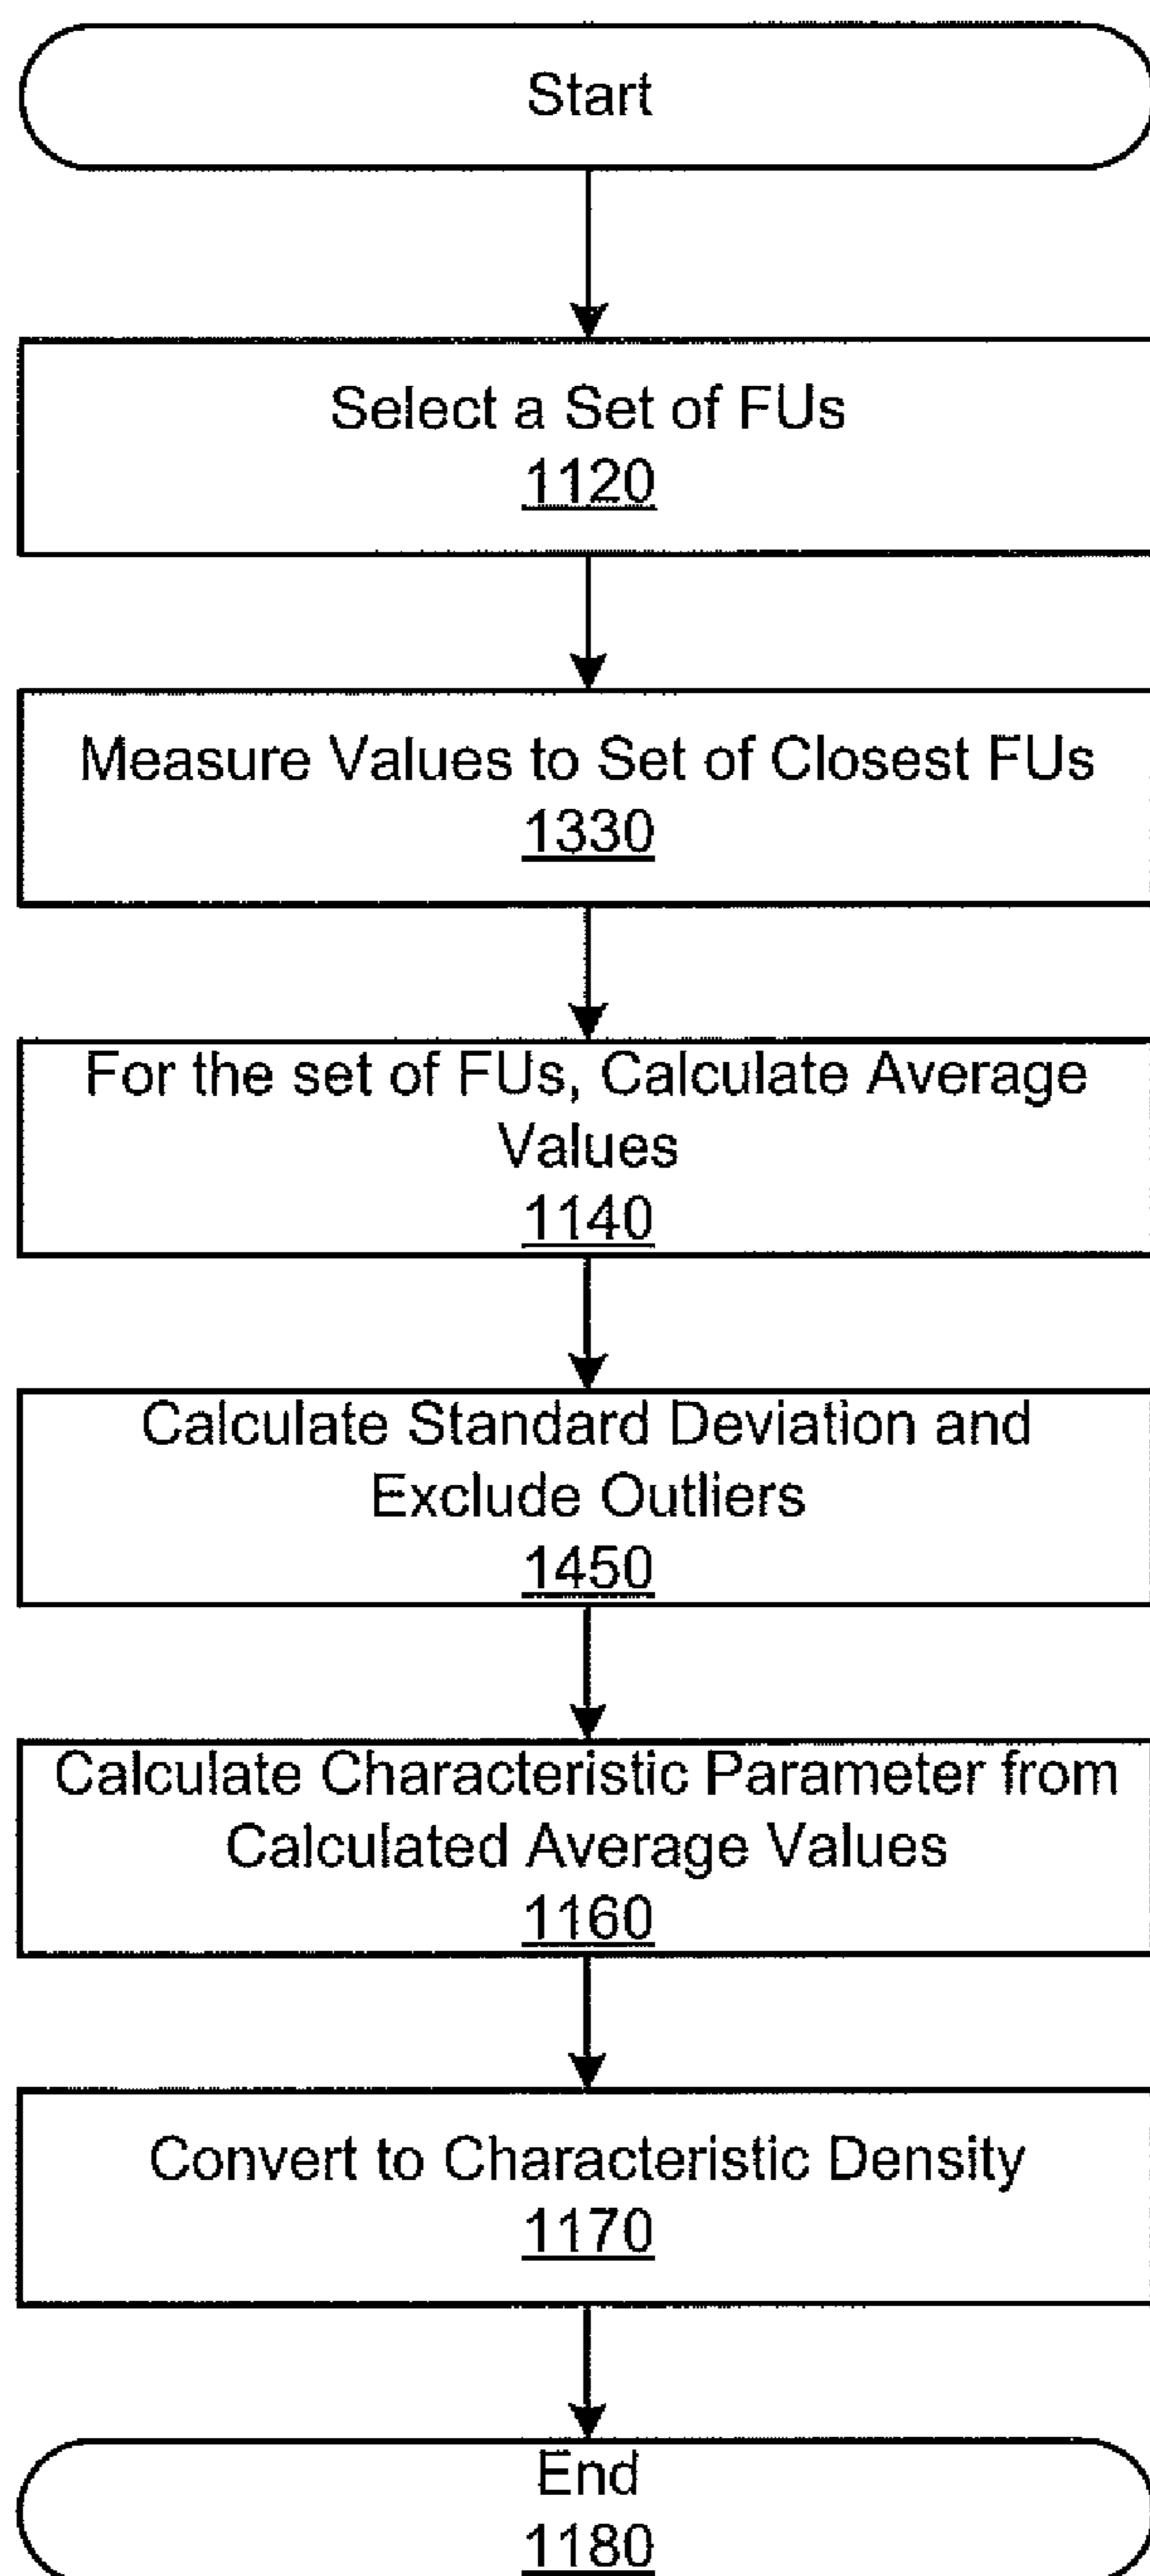 Start
Select a Set of FUs
1120
Measure Values to Set of Closest FUs
1330
For the set of FUs, Calculate Average
Values
1140
Calculate Standard Deviation and
Exclude Outliers
1450
Calculate Characteristic Parameter from
Calculated Average Values
1160
Convert to Characteristic Density
1170
End
1180